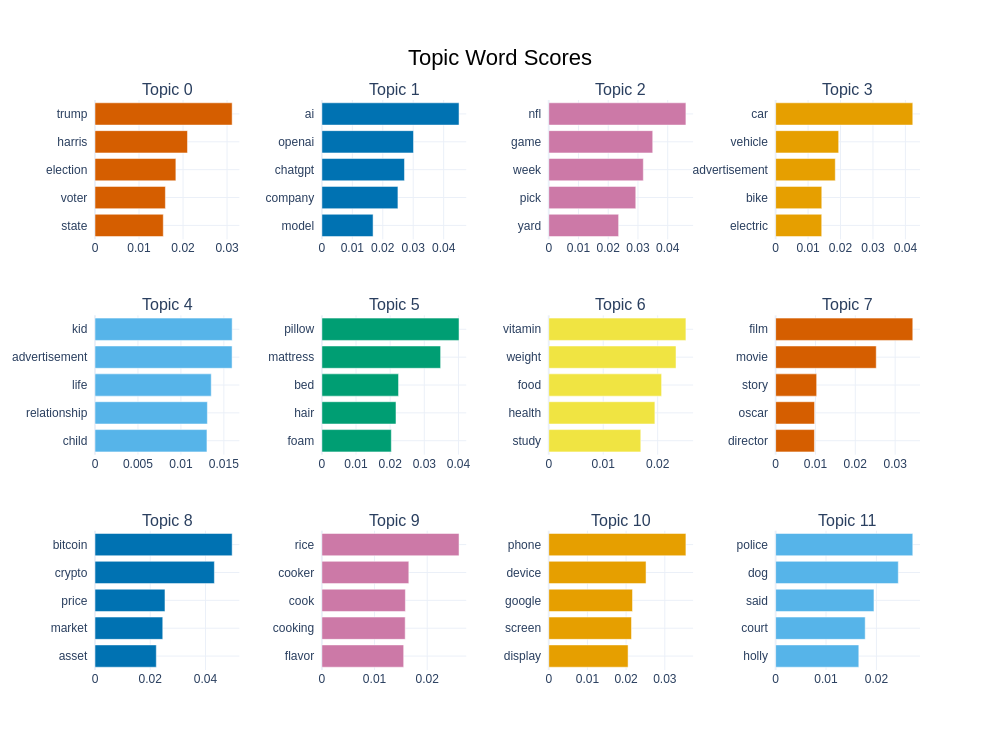 Topic Word Scores
Topic 0
trump
harris
election
voter
state
0 0.01 0.02 0.03
Topic 1
ai
openai
chatgpt
company
model
0 0.01 0.02 0.03 0.04
Topic 2
nfl
game
week
pick
yard
0 0.01 0.02 0.03 0.04
Topic 3
car
vehicle
advertisement
bike
electric
0 0.01 0.02 0.03 0.04
Topic 4
kid
advertisement
life
relationship
child
0 0.005 0.01 0.015
Topic 5
pillow
mattress
bed
hair
foam
0 0.01 0.02 0.03 0.04
Topic 6
vitamin
weight
food
health
study
0 0.01 0.02
Topic 7
film
movie
story
oscar
director
0 0.01 0.02 0.03
Topic 8
bitcoin
crypto
price
market
asset
0 0.02 0.04
Topic 9
rice
cooker
cook
cooking
flavor
0 0.01 0.02
Topic 10
phone
device
google
screen
display
0 0.01 0.02 0.03
Topic 11
police
dog
said
court
holly
0 0.01 0.02